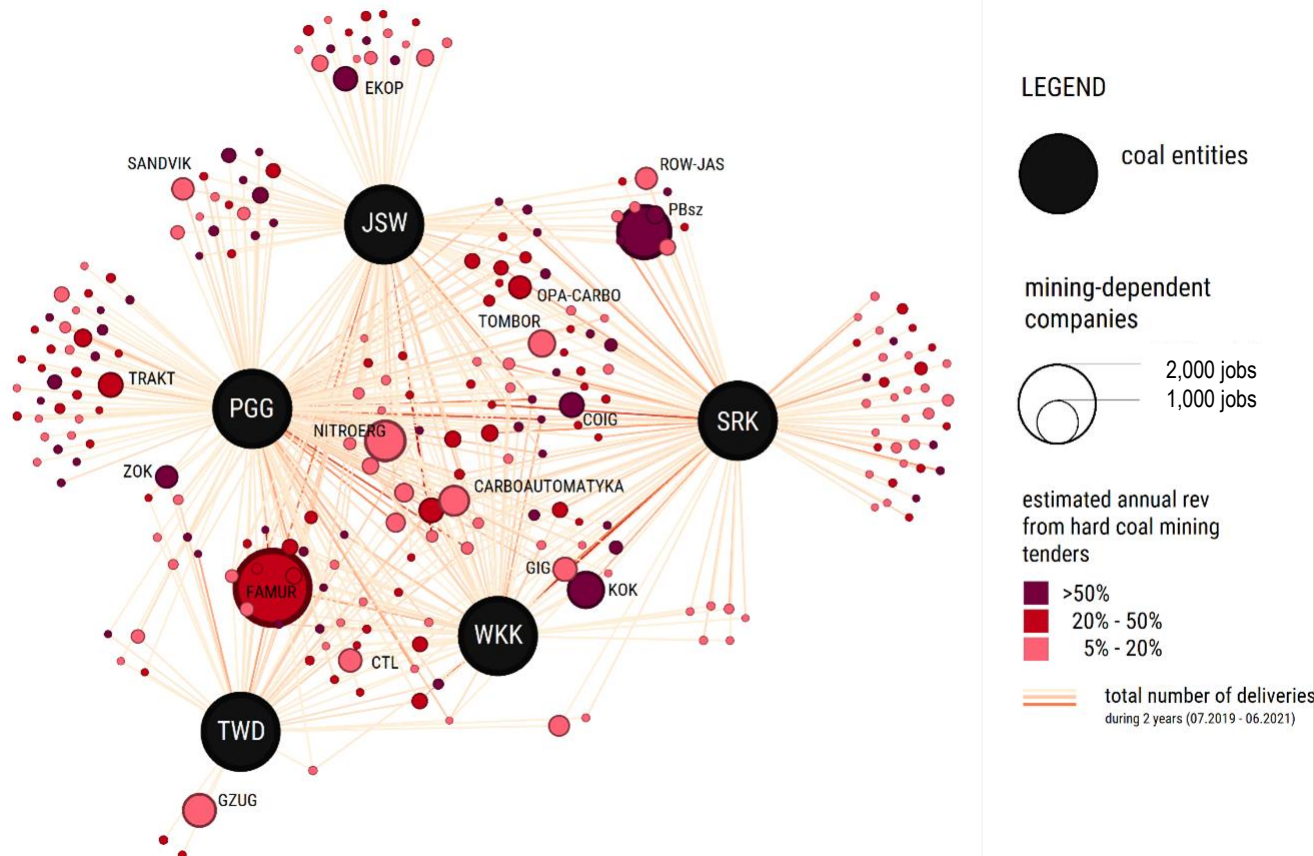 EKOP
SANDVIK
ROW-JAS
JSW
PBsz
OPA-CARBO
TOMBOR
TRAKT
PGG
COIG
SRK
NITROERG
ZOK
CARBOAUTOMATYKA
GIG
KOK
FAMUR
WKK
CTL
TWD
GZUG
LEGEND
coal entities
mining-dependent
companies
2,000 jobs
1,000 jobs
estimated annual rev
from hard coal mining
tenders
>50%
20% - 50%
5% - 20%
total number of deliveries
during 2 years (07.2019 - 06.2021)